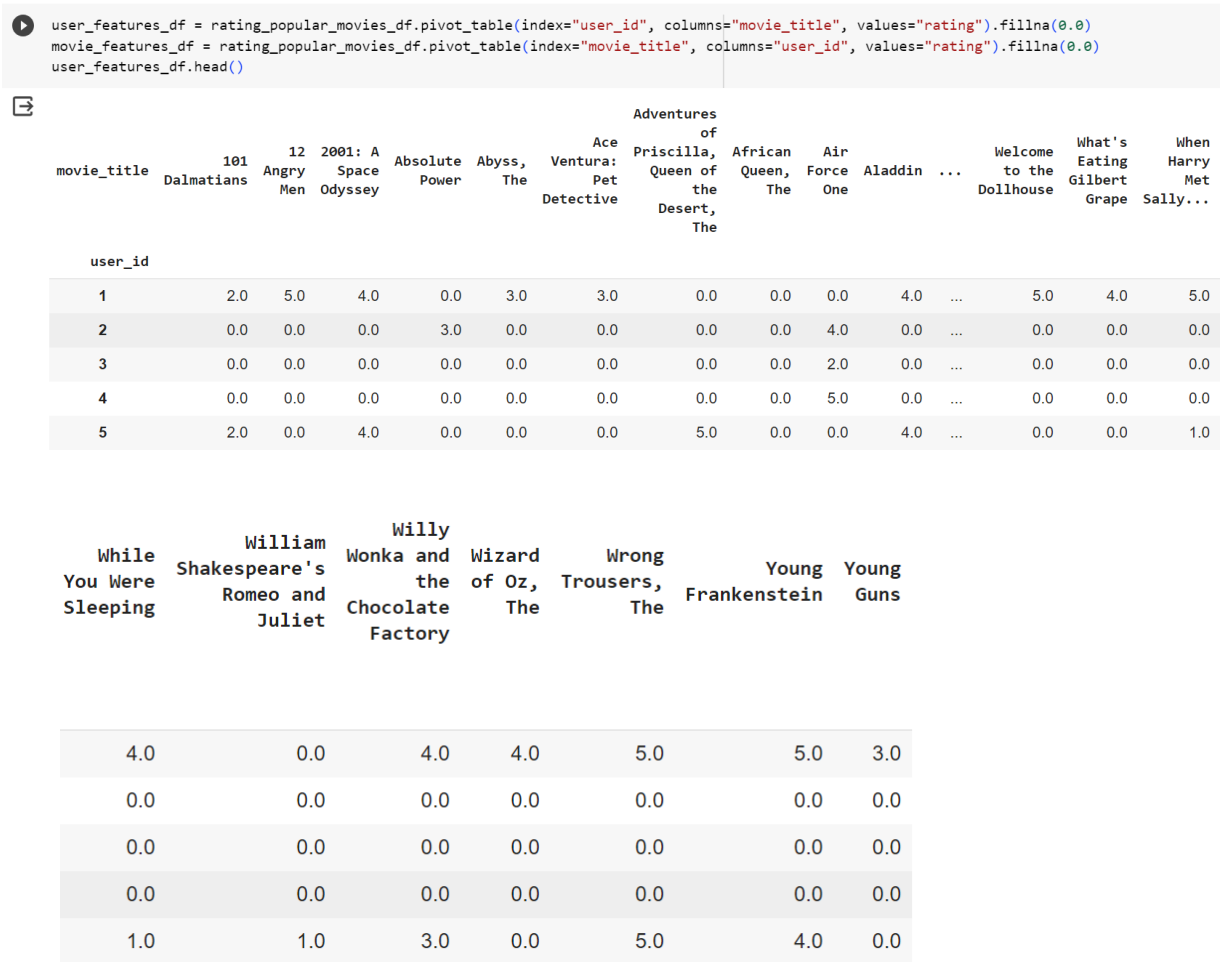 user_features_df = rating_popular_movies_df.pivot_table(index="user_id", columns="movie_title", values="rating").fillna(0.0)
movie_features_df = rating_popular_movies_df.pivot_table(index="movie_title", columns="user_id", values="rating").fillna(0.0)
user_features_df.head()
movie_title 101 Dalmatians 12 Angry Men 2001: A Space Odyssey Absolute Power Abyss, The Ace Ventura: Pet Detective Adventures of Priscilla, Queen of the Desert, The African Queen, The Air Force One Aladdin ... Welcome to the Dollhouse What's Eating Gilbert Grape When Harry Met Sally...
user_id
1 2.0 5.0 4.0 0.0 3.0 3.0 0.0 0.0 0.0 4.0 ... 5.0 4.0 5.0
2 0.0 0.0 0.0 3.0 0.0 0.0 0.0 0.0 4.0 0.0 ... 0.0 0.0 0.0
3 0.0 0.0 0.0 0.0 0.0 0.0 0.0 0.0 2.0 0.0 ... 0.0 0.0 0.0
4 0.0 0.0 0.0 0.0 0.0 0.0 0.0 0.0 5.0 0.0 ... 0.0 0.0 0.0
5 2.0 0.0 4.0 0.0 0.0 0.0 5.0 0.0 0.0 4.0 ... 0.0 0.0 1.0
While You Were Sleeping William Shakespeare's Romeo and Juliet Willy Wonka and the Chocolate Factory Wizard of Oz, The Wrong Trousers, The Young Frankenstein Young Guns
4.0 0.0 4.0 4.0 5.0 5.0 3.0
0.0 0.0 0.0 0.0 0.0 0.0 0.0
0.0 0.0 0.0 0.0 0.0 0.0 0.0
0.0 0.0 0.0 0.0 0.0 0.0 0.0
1.0 1.0 3.0 0.0 5.0 4.0 0.0